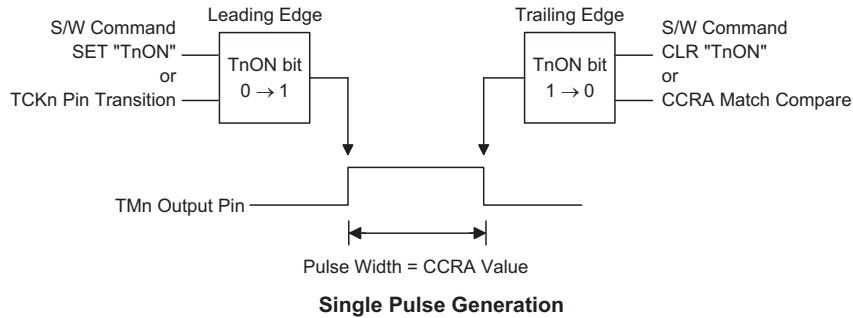 Leading Edge
S/W Command
SET "TnON"
or
TCKn Pin Transition
TnON bit
0 → 1
Trailing Edge
TnON bit
1 → 0
S/W Command
CLR "TnON"
or
CCRA Match Compare
TMn Output Pin
Pulse Width = CCRA Value
Single Pulse Generation